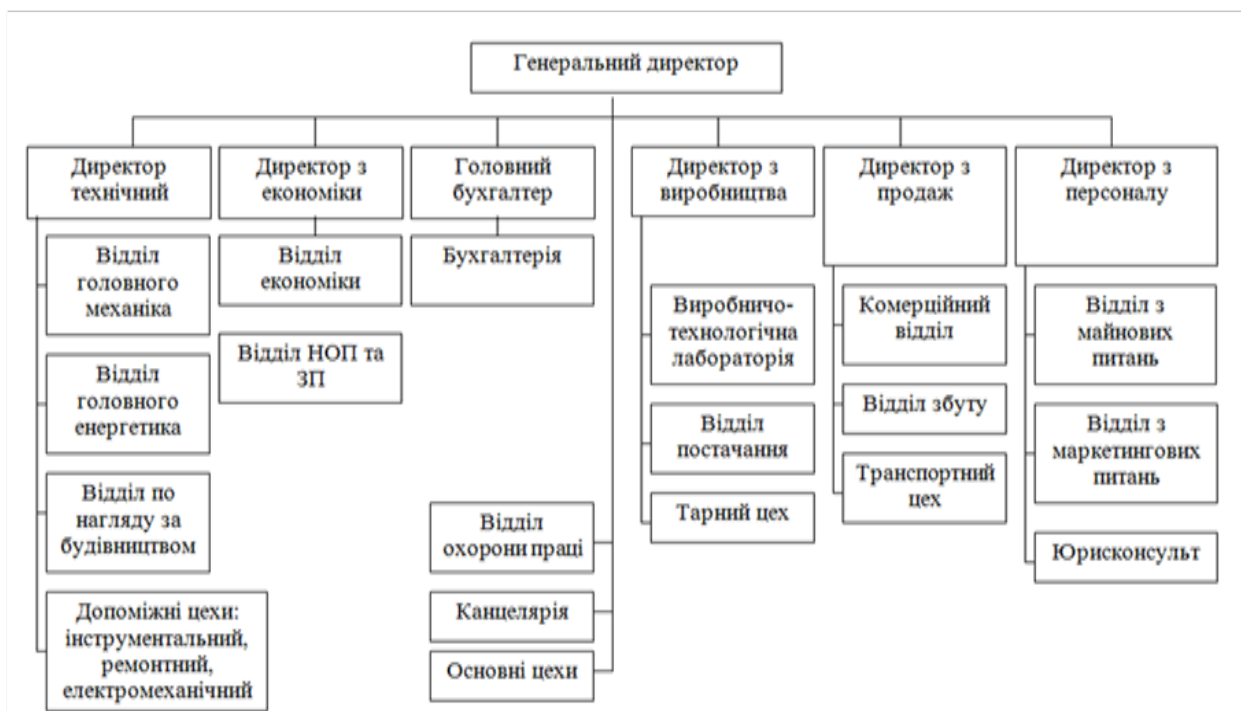 Генеральний директор
Директор
технічний
Директор з
економіки
Головний
бухгалтер
Директор
з виробництва
Директор з
продаж
Директор з
персоналу
Відділ
головного
механіка
Відділ
головного
енергетика
Відділ по
нагляду за
будівництвом
Допоміжні цехи:
інструментальний,
ремонтний,
електромеханічний
Відділ
економіки
Відділ НОП та
ЗП
Бухгалтерія
Відділ
охорони праці
Канцелярія
Основні цехи
Виробничо-
технологічна
лабораторія
Відділ
постачання
Тарний цех
Комерційний
відділ
Відділ збуту
Транспортний
цех
Відділ з
майнових
питань
Відділ з
маркетингових
питань
Юрисконсульт